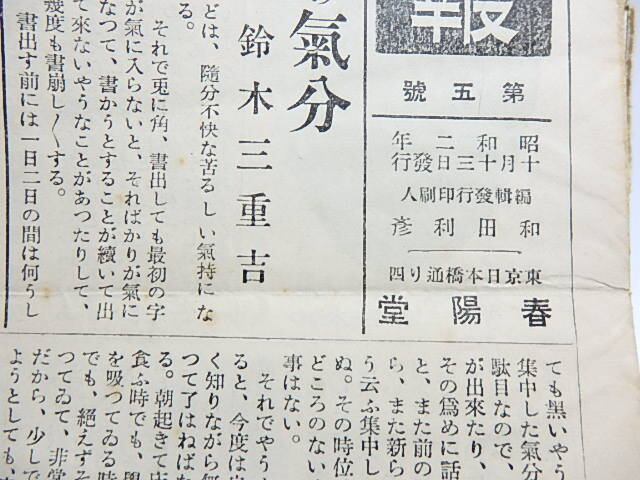 報
第五號
昭和二年
十月十三日發行
編輯發行印刷人
和田利彥
東京日本橋通り四
春陽堂
氣分
鈴木三重吉
どは、隨分不快な苦るしい氣持にな
る。
それで兎に角、書出しても最初の字
が氣に入らないと、そればかりが氣に
なつて、書かうとすることが續いて出
て來ないやうなことがあつたりして、
幾度も書崩し〱する。
書出す前には一日二日の間は何うし
ても黑いやう
集中した氣分
駄目なので、
が出來たり、
その爲めに話
と、また前の
ら、また新ら
う云ふ集中し
ぬ。その時位
どころのない
事はない。
それでやう
ると、今度は
く知りながら何
つて了はねばな
る。朝起きて
食ふ時でも、
を吸つてゐる時
でも、絕えずそ
つてゐて、非常
だから、少しで
ようとしても、